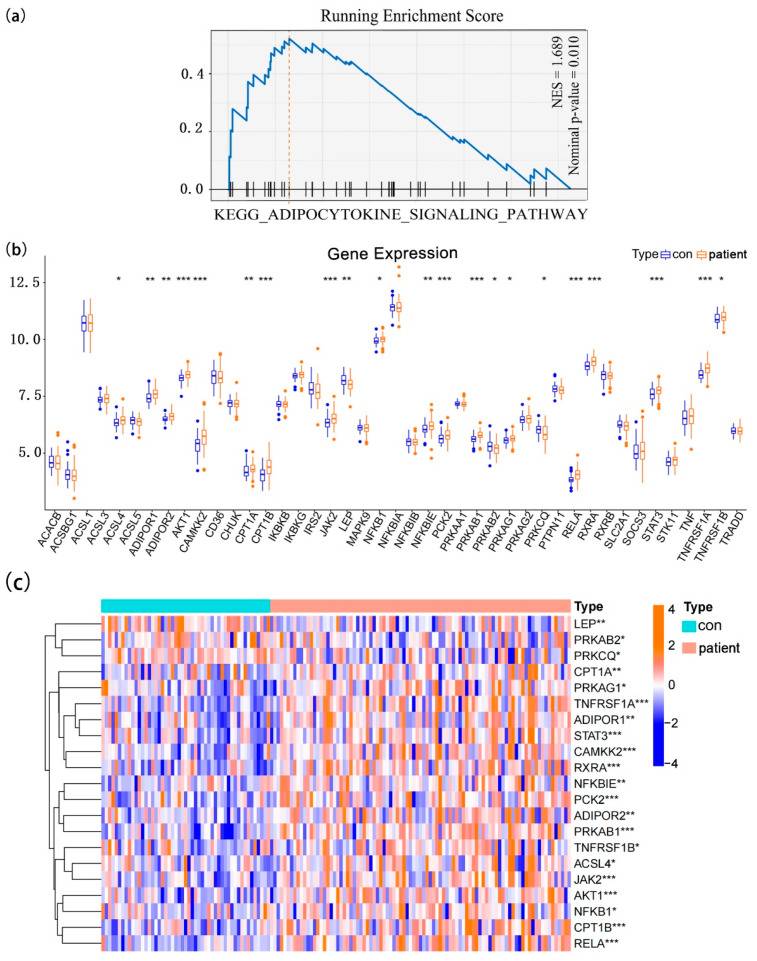 (a)
Running Enrichment Score
0.4
0.2
0.0
NES = 1.689
Nominal p-value = 0.010
KEGG_ADIPOCYTOKINE_SIGNALING_PATHWAY
(b)
Gene Expression
Type con patient
12.5
10.0
7.5
5.0
* ** ** *** *** ** *** *** ** * ** *** *** * * * *** *** *** *** *
ACACB
ACSBG1
ACSL1
ACSL3
ACSL4
ACSL5
ADIPOR1
ADIPOR2
AKT1
CAMKK2
CD36
CHUK
CPT1A
CPT1B
IKBKB
IKBKG
IRS2
JAK2
LEP
MAPK9
NFKB1
NFKBIA
NFKBIB
NFKBIE
PCK2
PRKAA1
PRKAB1
PRKAB2
PRKAG1
PRKAG2
PRKCQ
PTPN11
RELA
RXRA
RXRB
SLC2A1
SOCS3
STAT3
STK11
TNF
TNFRSF1A
TNFRSF1B
TRADD
(c)
Type
LEP**
PRKAB2*
PRKCQ*
CPT1A**
PRKAG1*
TNFRSF1A***
ADIPOR1**
STAT3***
CAMKK2***
RXRA***
NFKBIE**
PCK2***
ADIPOR2**
PRKAB1***
TNFRSF1B*
ACSL4*
JAK2***
AKT1***
NFKB1*
CPT1B***
RELA***
4
2
0
−2
−4
Type
con
patient